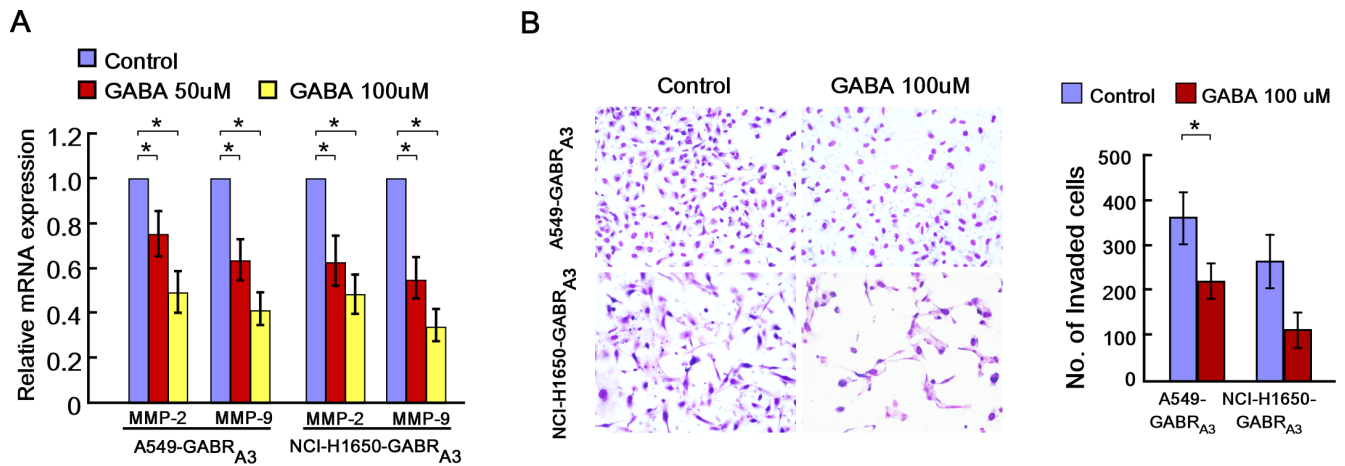 A
Control
GABA 50uM
GABA 100uM
Relative mRNA expression
1.2
1.0
0.8
0.6
0.4
0.2
0
* * * *
* * * *
MMP-2 MMP-9 MMP-2 MMP-9
A549-GABRA3 NCI-H1650-GABRA3
B
Control GABA 100uM
A549-GABRA3
NCI-H1650-GABRA3
Control GABA 100 uM
*
No. of Invaded cells
500
400
300
200
100
0
A549-
GABRA3
NCI-H1650-
GABRA3